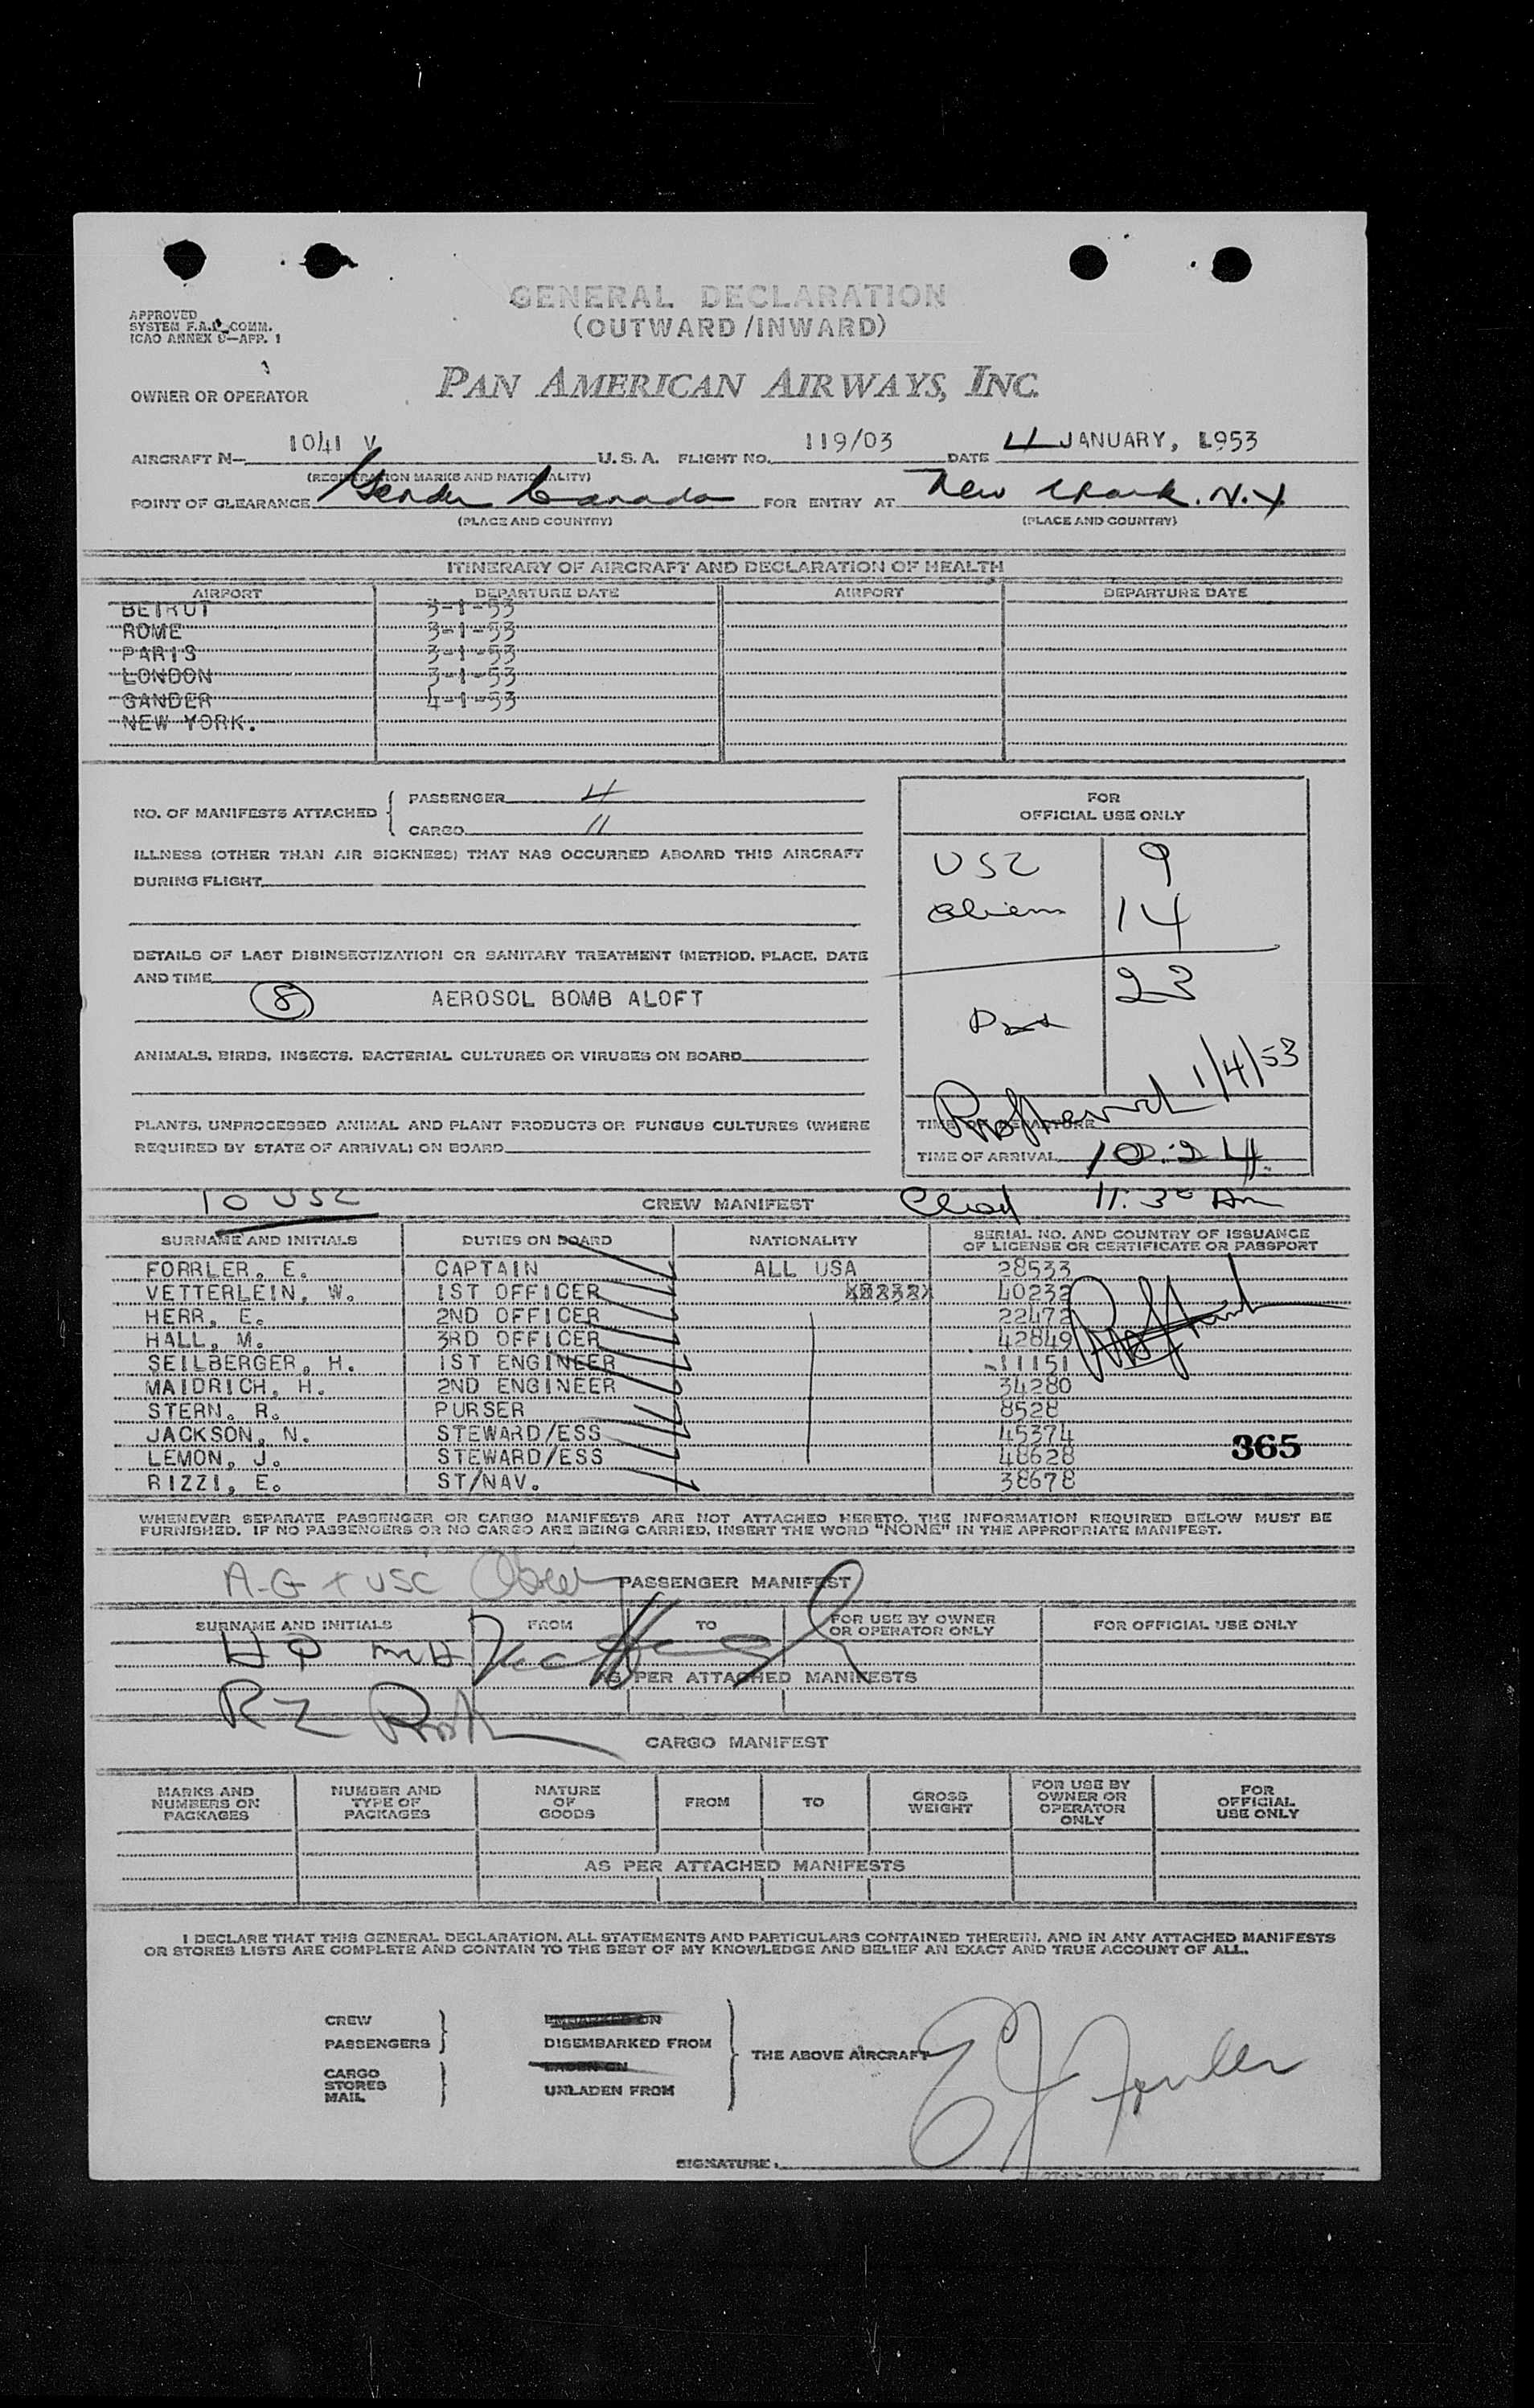 GENERAL DECLARATION
(OUTWARD/INWARD)
APPROVED
SYSTEM F.A.L. COMM.
ICAO ANNEX 9—APP. 1
OWNER OR OPERATOR PAN AMERICAN AIRWAYS, INC.
AIRCRAFT N— 1041 V U.S.A. FLIGHT NO. 119/03 DATE 4 JANUARY, 1953
(REGISTRATION MARKS AND NATIONALITY)
POINT OF CLEARANCE Gander Canada FOR ENTRY AT New York. N.Y.
(PLACE AND COUNTRY) (PLACE AND COUNTRY)
ITINERARY OF AIRCRAFT AND DECLARATION OF HEALTH
AIRPORT DEPARTURE DATE AIRPORT DEPARTURE DATE
BEIRUT 3-1-53
ROME 3-1-53
PARIS 3-1-53
LONDON 3-1-53
GANDER 4-1-53
NEW YORK.
NO. OF MANIFESTS ATTACHED
PASSENGER 4
CARGO 11
ILLNESS (OTHER THAN AIR SICKNESS) THAT HAS OCCURRED ABOARD THIS AIRCRAFT
DURING FLIGHT
DETAILS OF LAST DISINSECTIZATION OR SANITARY TREATMENT (METHOD, PLACE, DATE
AND TIME
8 AEROSOL BOMB ALOFT
ANIMALS, BIRDS, INSECTS, BACTERIAL CULTURES OR VIRUSES ON BOARD
PLANTS, UNPROCESSED ANIMAL AND PLANT PRODUCTS OR FUNGUS CULTURES (WHERE
REQUIRED BY STATE OF ARRIVAL) ON BOARD
FOR
OFFICIAL USE ONLY
USC 9
Aliens 14
23
1/4/53
TIME OF DEPARTURE
TIME OF ARRIVAL 10:24
10 USC CREW MANIFEST 11:30 Am
SURNAME AND INITIALS DUTIES ON BOARD NATIONALITY SERIAL NO. AND COUNTRY OF ISSUANCE
OF LICENSE OR CERTIFICATE OR PASSPORT
FORRLER, E. CAPTAIN ALL USA 28533
VETTERLEIN, W. 1ST OFFICER 40232
HERR, E. 2ND OFFICER 22472
HALL, M. 3RD OFFICER 42849
SEILBERGER, H. 1ST ENGINEER 11151
MAIDRICH, H. 2ND ENGINEER 34280
STERN, R. PURSER 8528
JACKSON, N. STEWARD/ESS 45374
LEMON, J. STEWARD/ESS 48628
365
RIZZI, E. ST/NAV. 38678
WHENEVER SEPARATE PASSENGER OR CARGO MANIFESTS ARE NOT ATTACHED HERETO, THE INFORMATION REQUIRED BELOW MUST BE
FURNISHED. IF NO PASSENGERS OR NO CARGO ARE BEING CARRIED, INSERT THE WORD "NONE" IN THE APPROPRIATE MANIFEST.
A-G + USC PASSENGER MANIFEST
SURNAME AND INITIALS FROM TO FOR USE BY OWNER
OR OPERATOR ONLY FOR OFFICIAL USE ONLY
AS PER ATTACHED MANIFESTS
RZ
CARGO MANIFEST
MARKS AND
NUMBERS ON
PACKAGES
NUMBER AND
TYPE OF
PACKAGES
NATURE
OF
GOODS
FROM
TO
GROSS
WEIGHT
FOR USE BY
OWNER OR
OPERATOR
ONLY
FOR
OFFICIAL
USE ONLY
AS PER ATTACHED MANIFESTS
I DECLARE THAT THIS GENERAL DECLARATION, ALL STATEMENTS AND PARTICULARS CONTAINED THEREIN, AND IN ANY ATTACHED MANIFESTS
OR STORES LISTS ARE COMPLETE AND CONTAIN TO THE BEST OF MY KNOWLEDGE AND BELIEF AN EXACT AND TRUE ACCOUNT OF ALL.
CREW
PASSENGERS
EMBARKED ON
DISEMBARKED FROM
CARGO
STORES
MAIL
LADEN ON
UNLADEN FROM
THE ABOVE AIRCRAFT
SIGNATURE